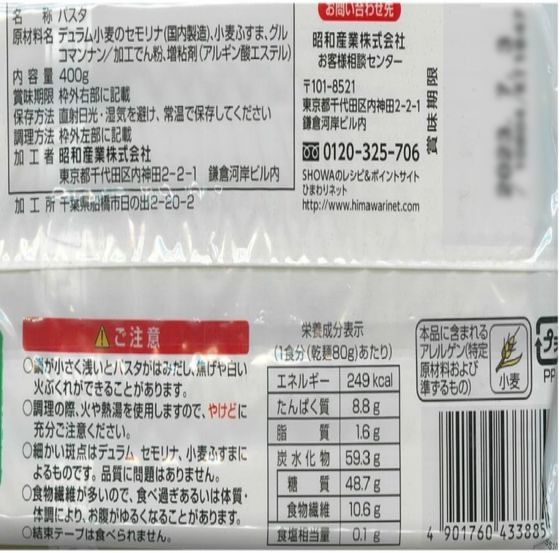 名 称 パスタ
原材料名 デュラム小麦のセモリナ(国内製造)、小麦ふすま、グル
コマンナン/加工でん粉、増粘剤(アルギン酸エステル)
内容量 400g
賞味期限 枠外右部に記載
保存方法 直射日光・湿気を避け、常温で保存してください
調理方法 枠外左部に記載
加工者 昭和産業株式会社
東京都千代田区内神田2-2-1 鎌倉河岸ビル内
加工所 千葉県船橋市日の出2-20-2
お問い合わせ先
昭和産業株式会社
お客様相談センター
〒101-8521
東京都千代田区内神田2-2-1
鎌倉河岸ビル内
0120-325-706
SHOWAのレシピ&ポイントサイト
ひまわりネット
http://www.himawarinet.com
賞味期限
ご注意
○鍋が小さく浅いとパスタがはみだし、焦げや白い
火ぶくれができることがあります。
○調理の際、火や熱湯を使用しますので、やけどに
充分ご注意ください。
○細かい斑点はデュラム セモリナ、小麦ふすまに
よるものです。品質に問題はありません。
○食物繊維が多いので、食べ過ぎあるいは体質・
体調により、お腹がゆるくなることがあります。
○結束テープは食べられません。
栄養成分表示
(1食分(乾麺80g)あたり)
エネルギー 249 kcal
たんぱく質 8.8 g
脂質 1.6 g
炭水化物 59.3 g
糖質 48.7 g
食物繊維 10.6 g
食塩相当量 0.1 g
本品に含まれる
アレルゲン(特定
原材料および
準ずるもの)
小麦
プラ
PP
4 901760 433885